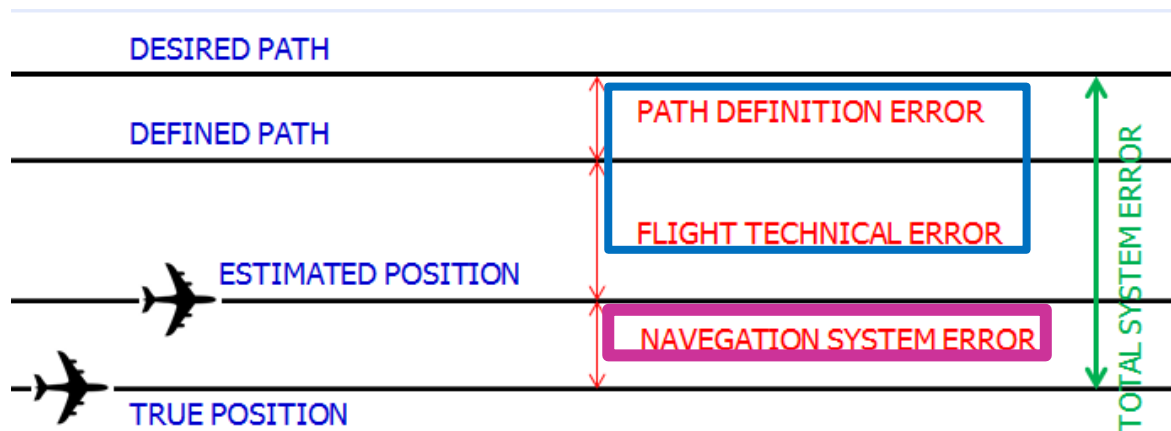 DESIRED PATH
PATH DEFINITION ERROR
DEFINED PATH
FLIGHT TECHNICAL ERROR
ESTIMATED POSITION
NAVEGATION SYSTEM ERROR
TRUE POSITION
TOTAL SYSTEM ERROR